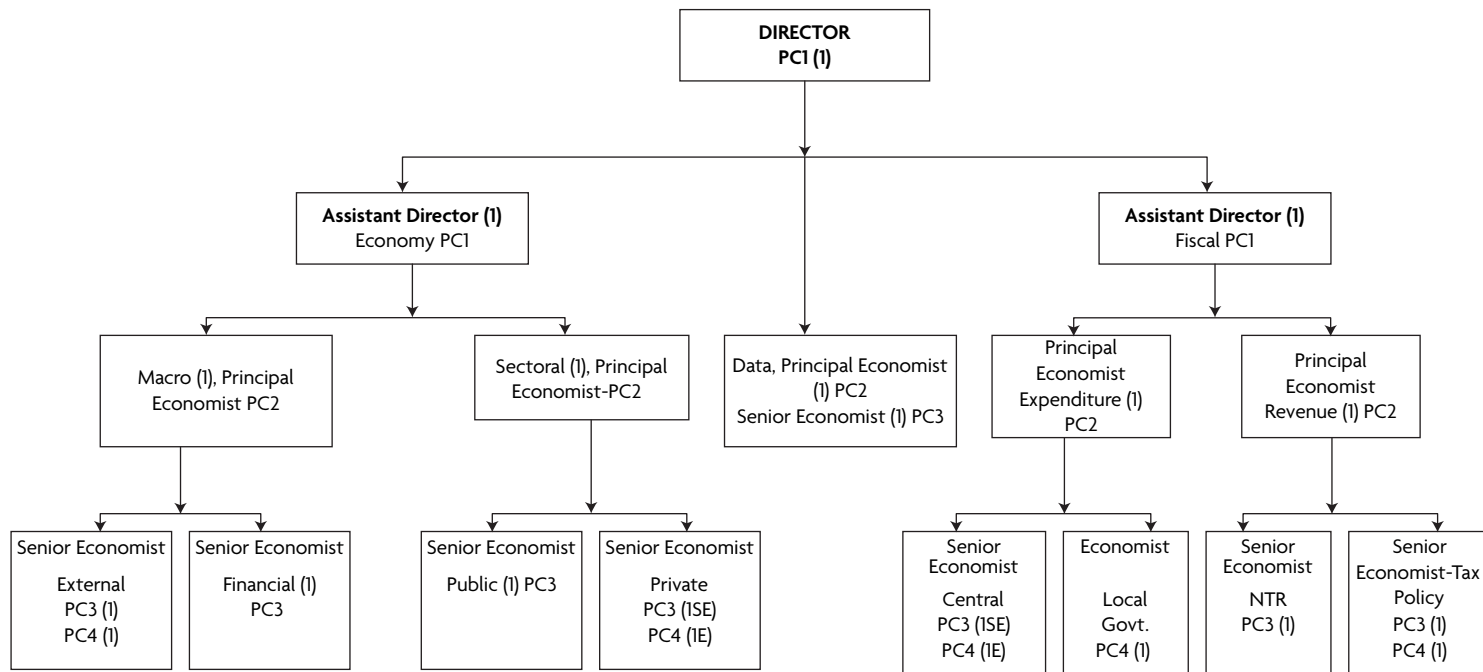 DIRECTOR
PC1 (1)
Assistant Director (1)
Economy PC1
Assistant Director (1)
Fiscal PC1
Macro (1), Principal
Economist PC2
Sectoral (1), Principal
Economist-PC2
Data, Principal Economist
(1) PC2
Senior Economist (1) PC3
Principal
Economist
Expenditure (1)
PC2
Principal
Economist
Revenue (1) PC2
Senior Economist
External
PC3 (1)
PC4 (1)
Senior Economist
Financial (1)
PC3
Senior Economist
Public (1) PC3
Senior Economist
Private
PC3 (1SE)
PC4 (1E)
Senior
Economist
Central
PC3 (1SE)
PC4 (1E)
Economist
Local
Govt.
PC4 (1)
Senior
Economist
NTR
PC3 (1)
Senior
Economist-Tax
Policy
PC3 (1)
PC4 (1)